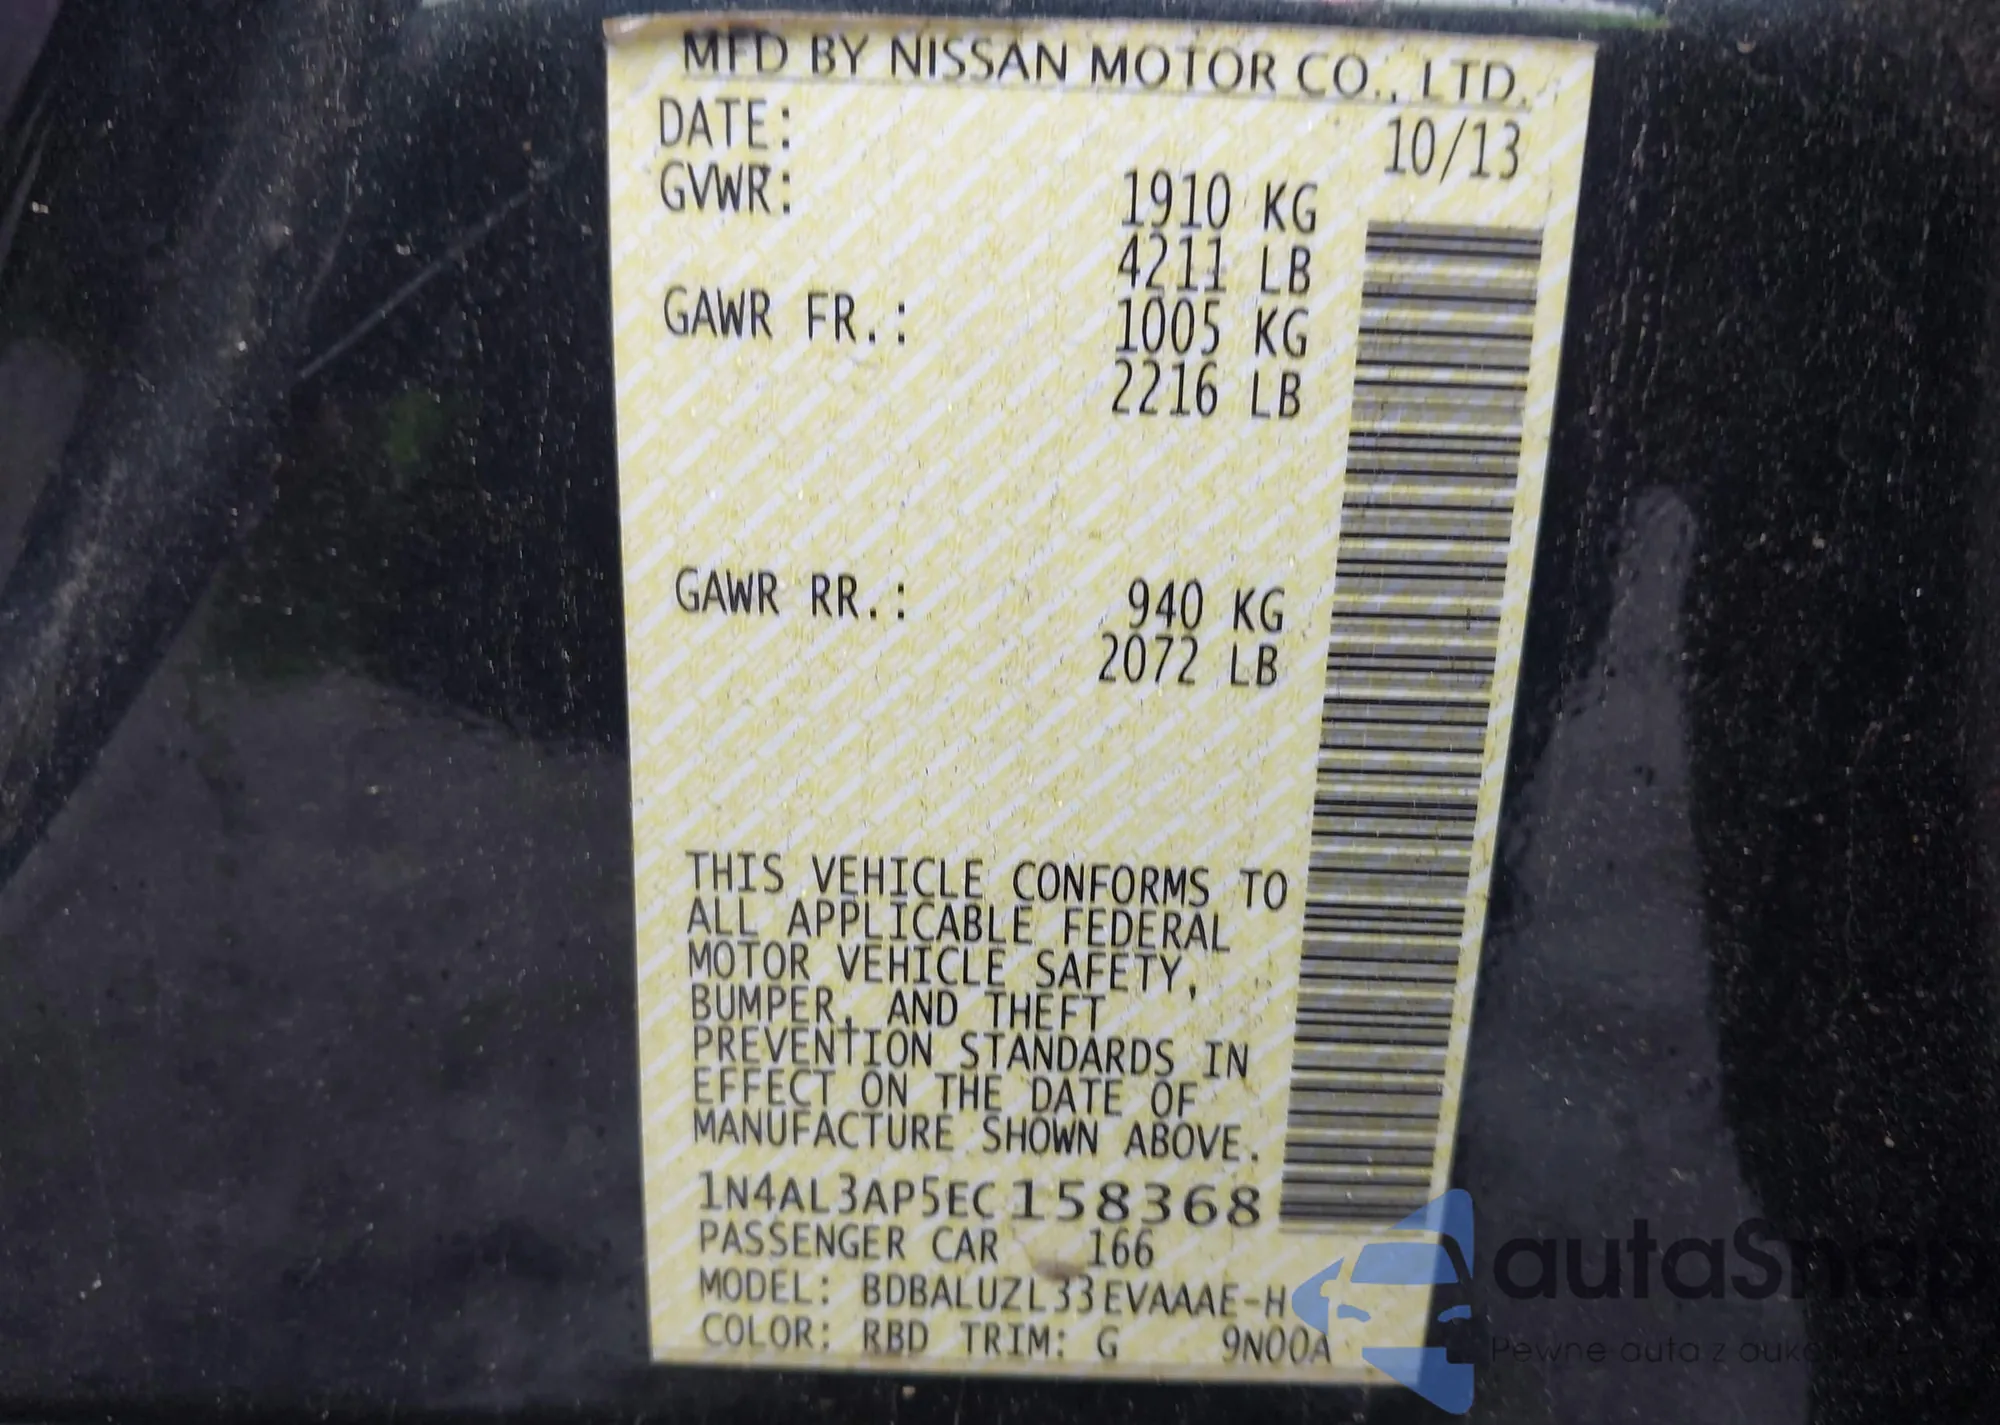 MFD BY NISSAN MOTOR CO., LTD.
DATE: 10/13
GVWR: 1910 KG
4211 LB
GAWR FR.: 1005 KG
2216 LB
GAWR RR.: 940 KG
2072 LB
THIS VEHICLE CONFORMS TO
ALL APPLICABLE FEDERAL
MOTOR VEHICLE SAFETY,
BUMPER, AND THEFT
PREVENTION STANDARDS IN
EFFECT ON THE DATE OF
MANUFACTURE SHOWN ABOVE.
1N4AL3AP5EC158368
PASSENGER CAR 166
MODEL: BDBALUZL33EVAAAE-H
COLOR: RBD TRIM: G 9N00A
autaSnap
Pewne auta z